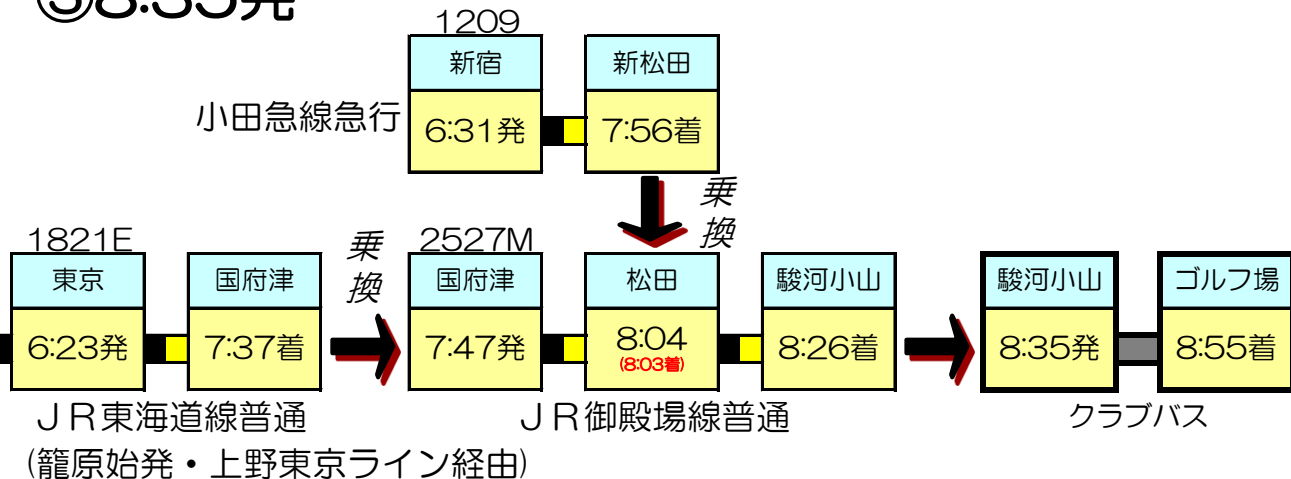 ⑤8:35発
1209
新宿
新松田
小田急線急行
6:31発
7:56着
乗換
1821E
東京
国府津
乗換
2527M
国府津
松田
駿河小山
駿河小山
ゴルフ場
6:23発
7:37着
7:47発
8:04
(8:03着)
8:26着
8:35発
8:55着
JR東海道線普通
JR御殿場線普通
クラブバス
(籠原始発・上野東京ライン経由)